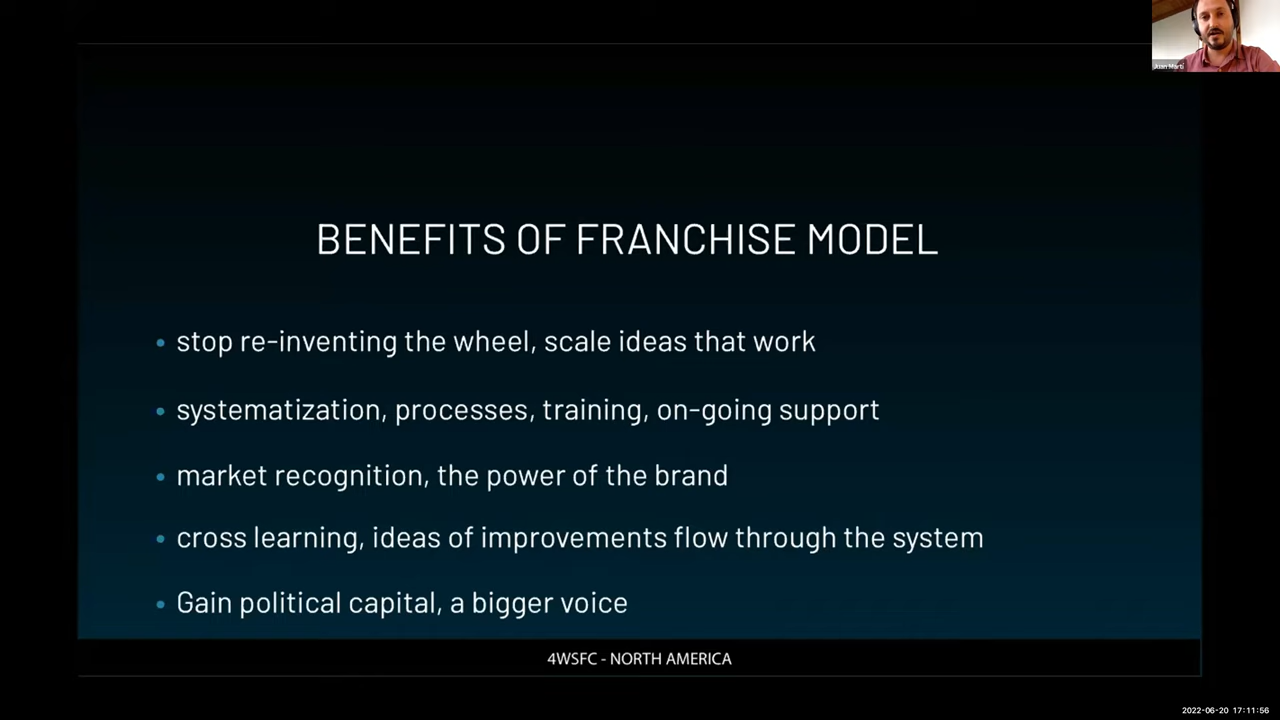 Juan Martí
BENEFITS OF FRANCHISE MODEL
• stop re-inventing the wheel, scale ideas that work
• systematization, processes, training, on-going support
• market recognition, the power of the brand
• cross learning, ideas of improvements flow through the system
• Gain political capital, a bigger voice
4WSFC - NORTH AMERICA
2022-06-20 17:11:56